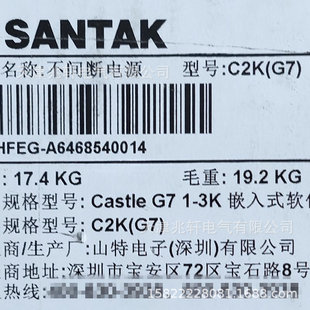 SANTAK
名称:不间断电源 型号:C2K(G7)
HFEG-A6468540014
: 17.4 KG 毛重: 19.2 KG
规格型号: Castle G7 1-3K 嵌入式软件
规格型号: C2K(G7)
商/生产厂:山特电子(深圳)有限公司
商地址:深圳市宝安区72区宝石路8号
热线: